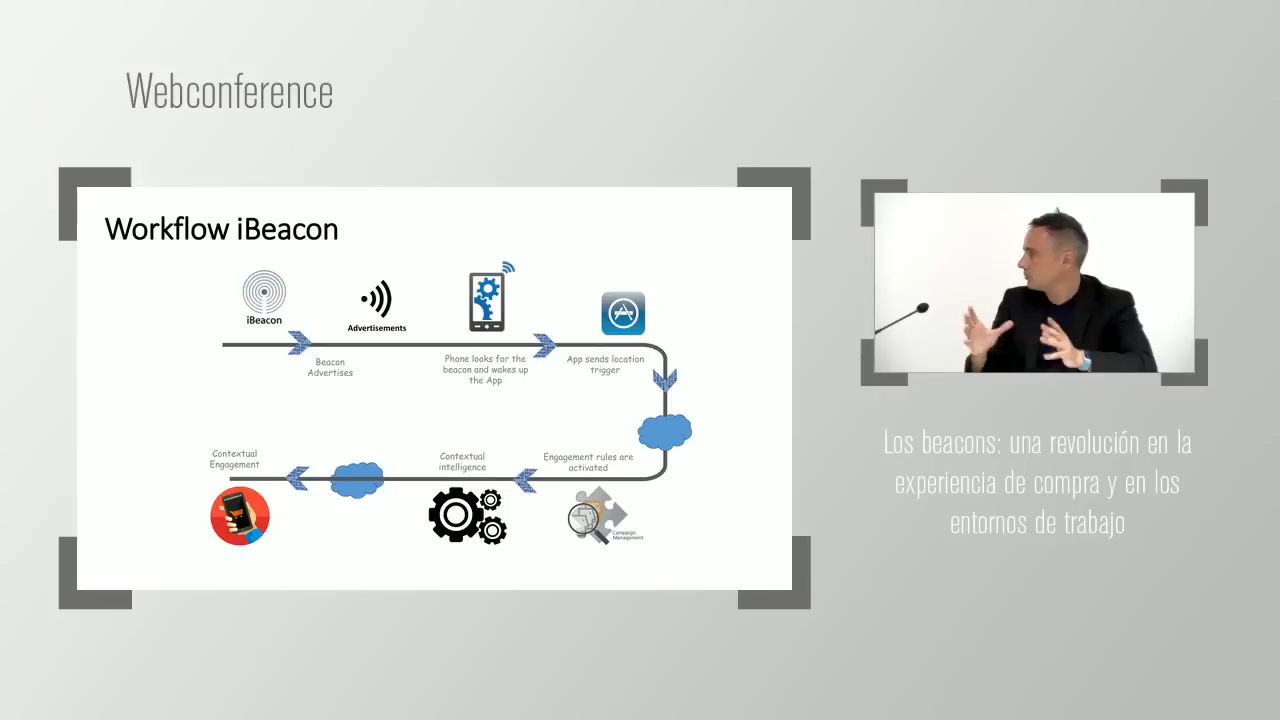 Webconference
Workflow iBeacon
iBeacon
Advertisements
Beacon
Advertises
Phone looks for the
beacon and wakes up
the App
App sends location
trigger
Contextual
Engagement
Contextual
intelligence
Engagement rules are
activated
Campaign
Management
Los beacons: una revolución en la
experiencia de compra y en los
entornos de trabajo